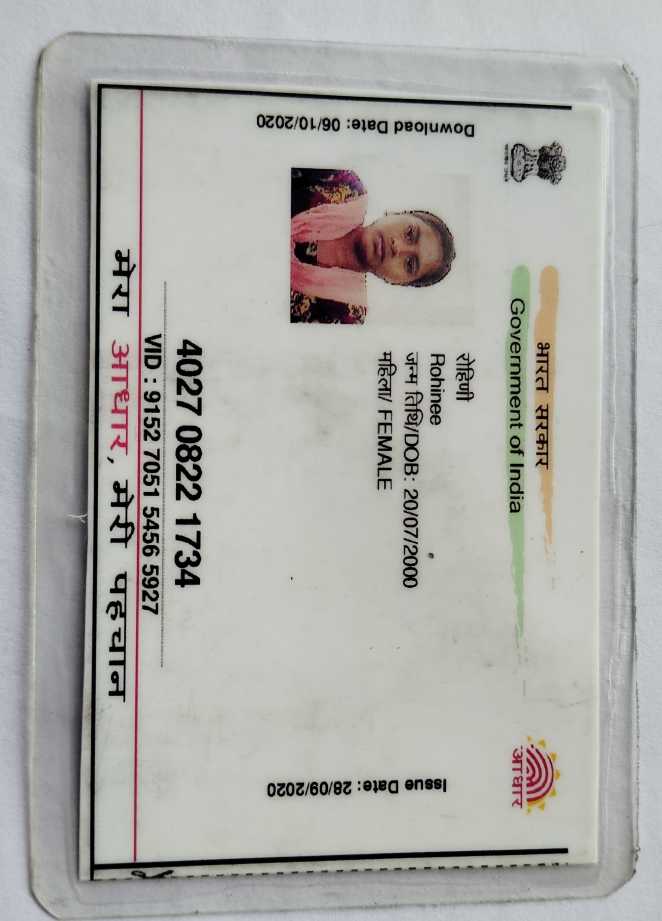 भारत सरकार
Government of India
आधार
Download Date: 06/10/2020
रोहिणी
Rohinee
जन्म तिथि/DOB: 20/07/2000
महिला/ FEMALE
Issue Date: 28/09/2020
4027 0822 1734
VID : 9152 7051 5456 5927
मेरा आधार, मेरी पहचान